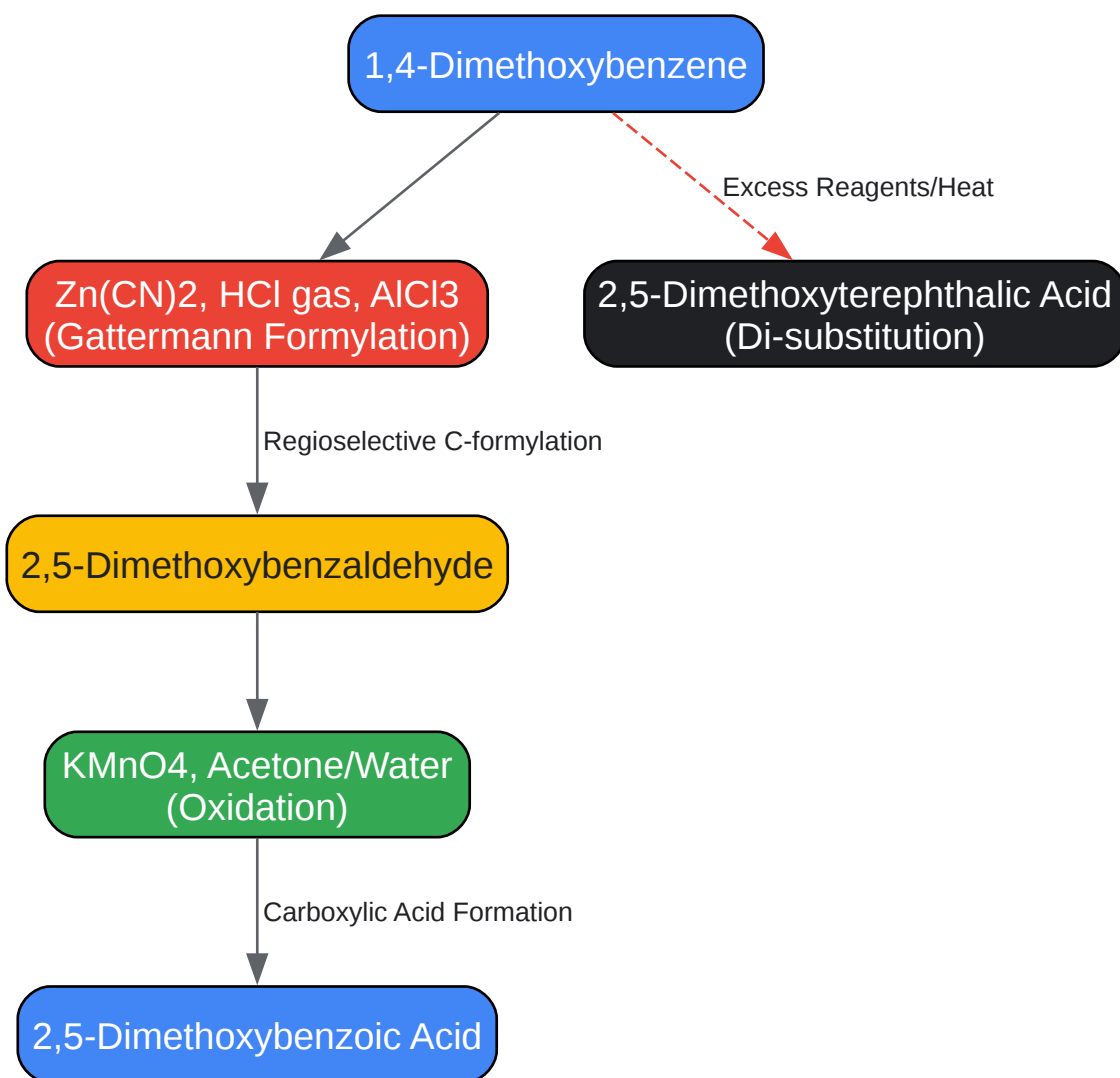 1,4-Dimethoxybenzene
Excess Reagents/Heat
Zn(CN)2, HCl gas, AlCl3
(Gattermann Formylation)
2,5-Dimethoxyterephthalic Acid
(Di-substitution)
Regioselective C-formylation
2,5-Dimethoxybenzaldehyde
KMnO4, Acetone/Water
(Oxidation)
Carboxylic Acid Formation
2,5-Dimethoxybenzoic Acid